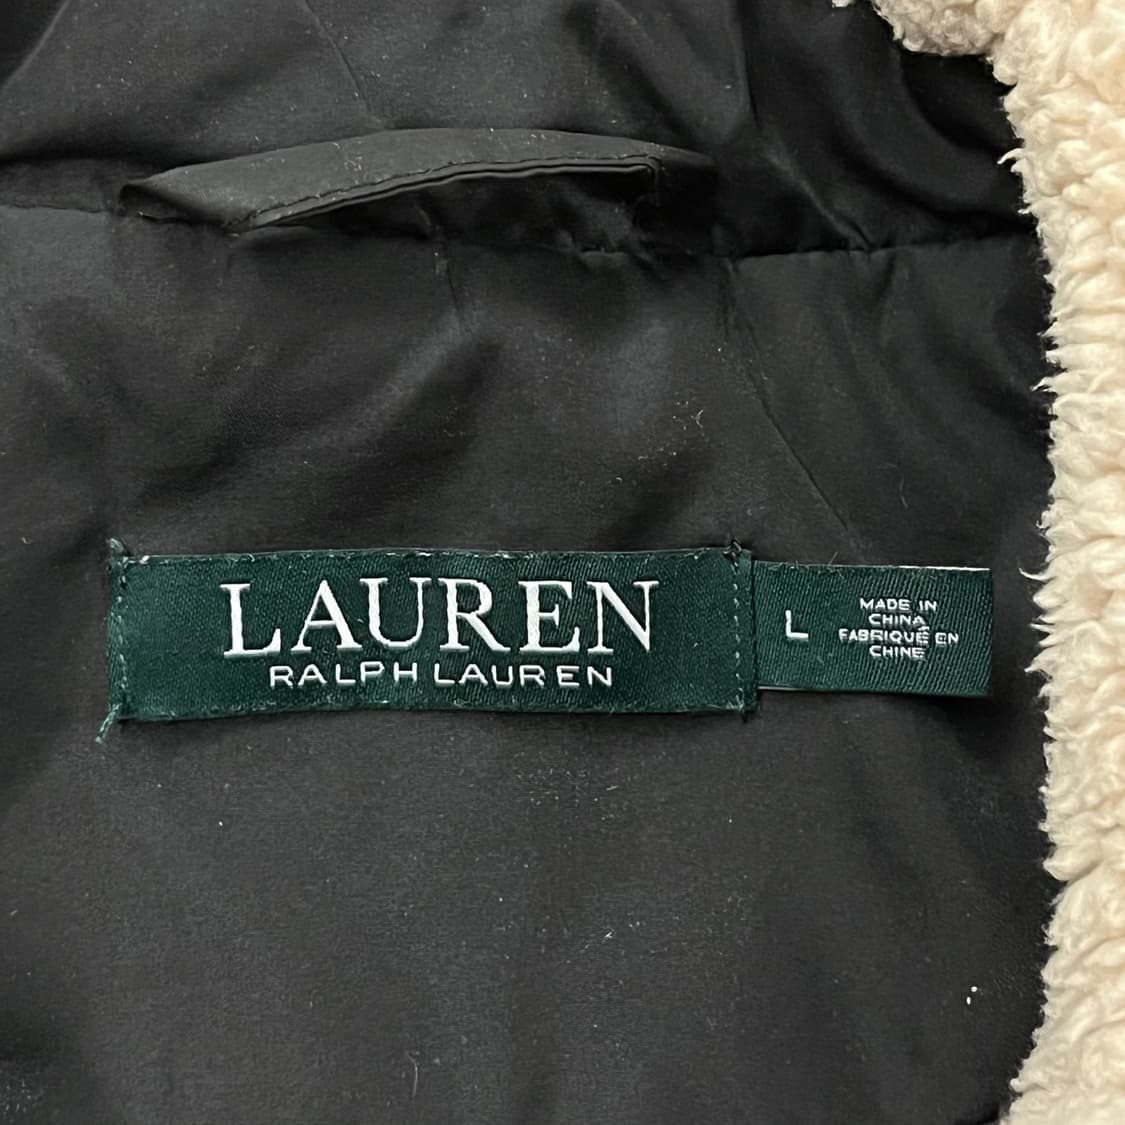 LAUREN
RALPH LAUREN
L
MADE IN
CHINA
FABRIQUÉ EN
CHINE